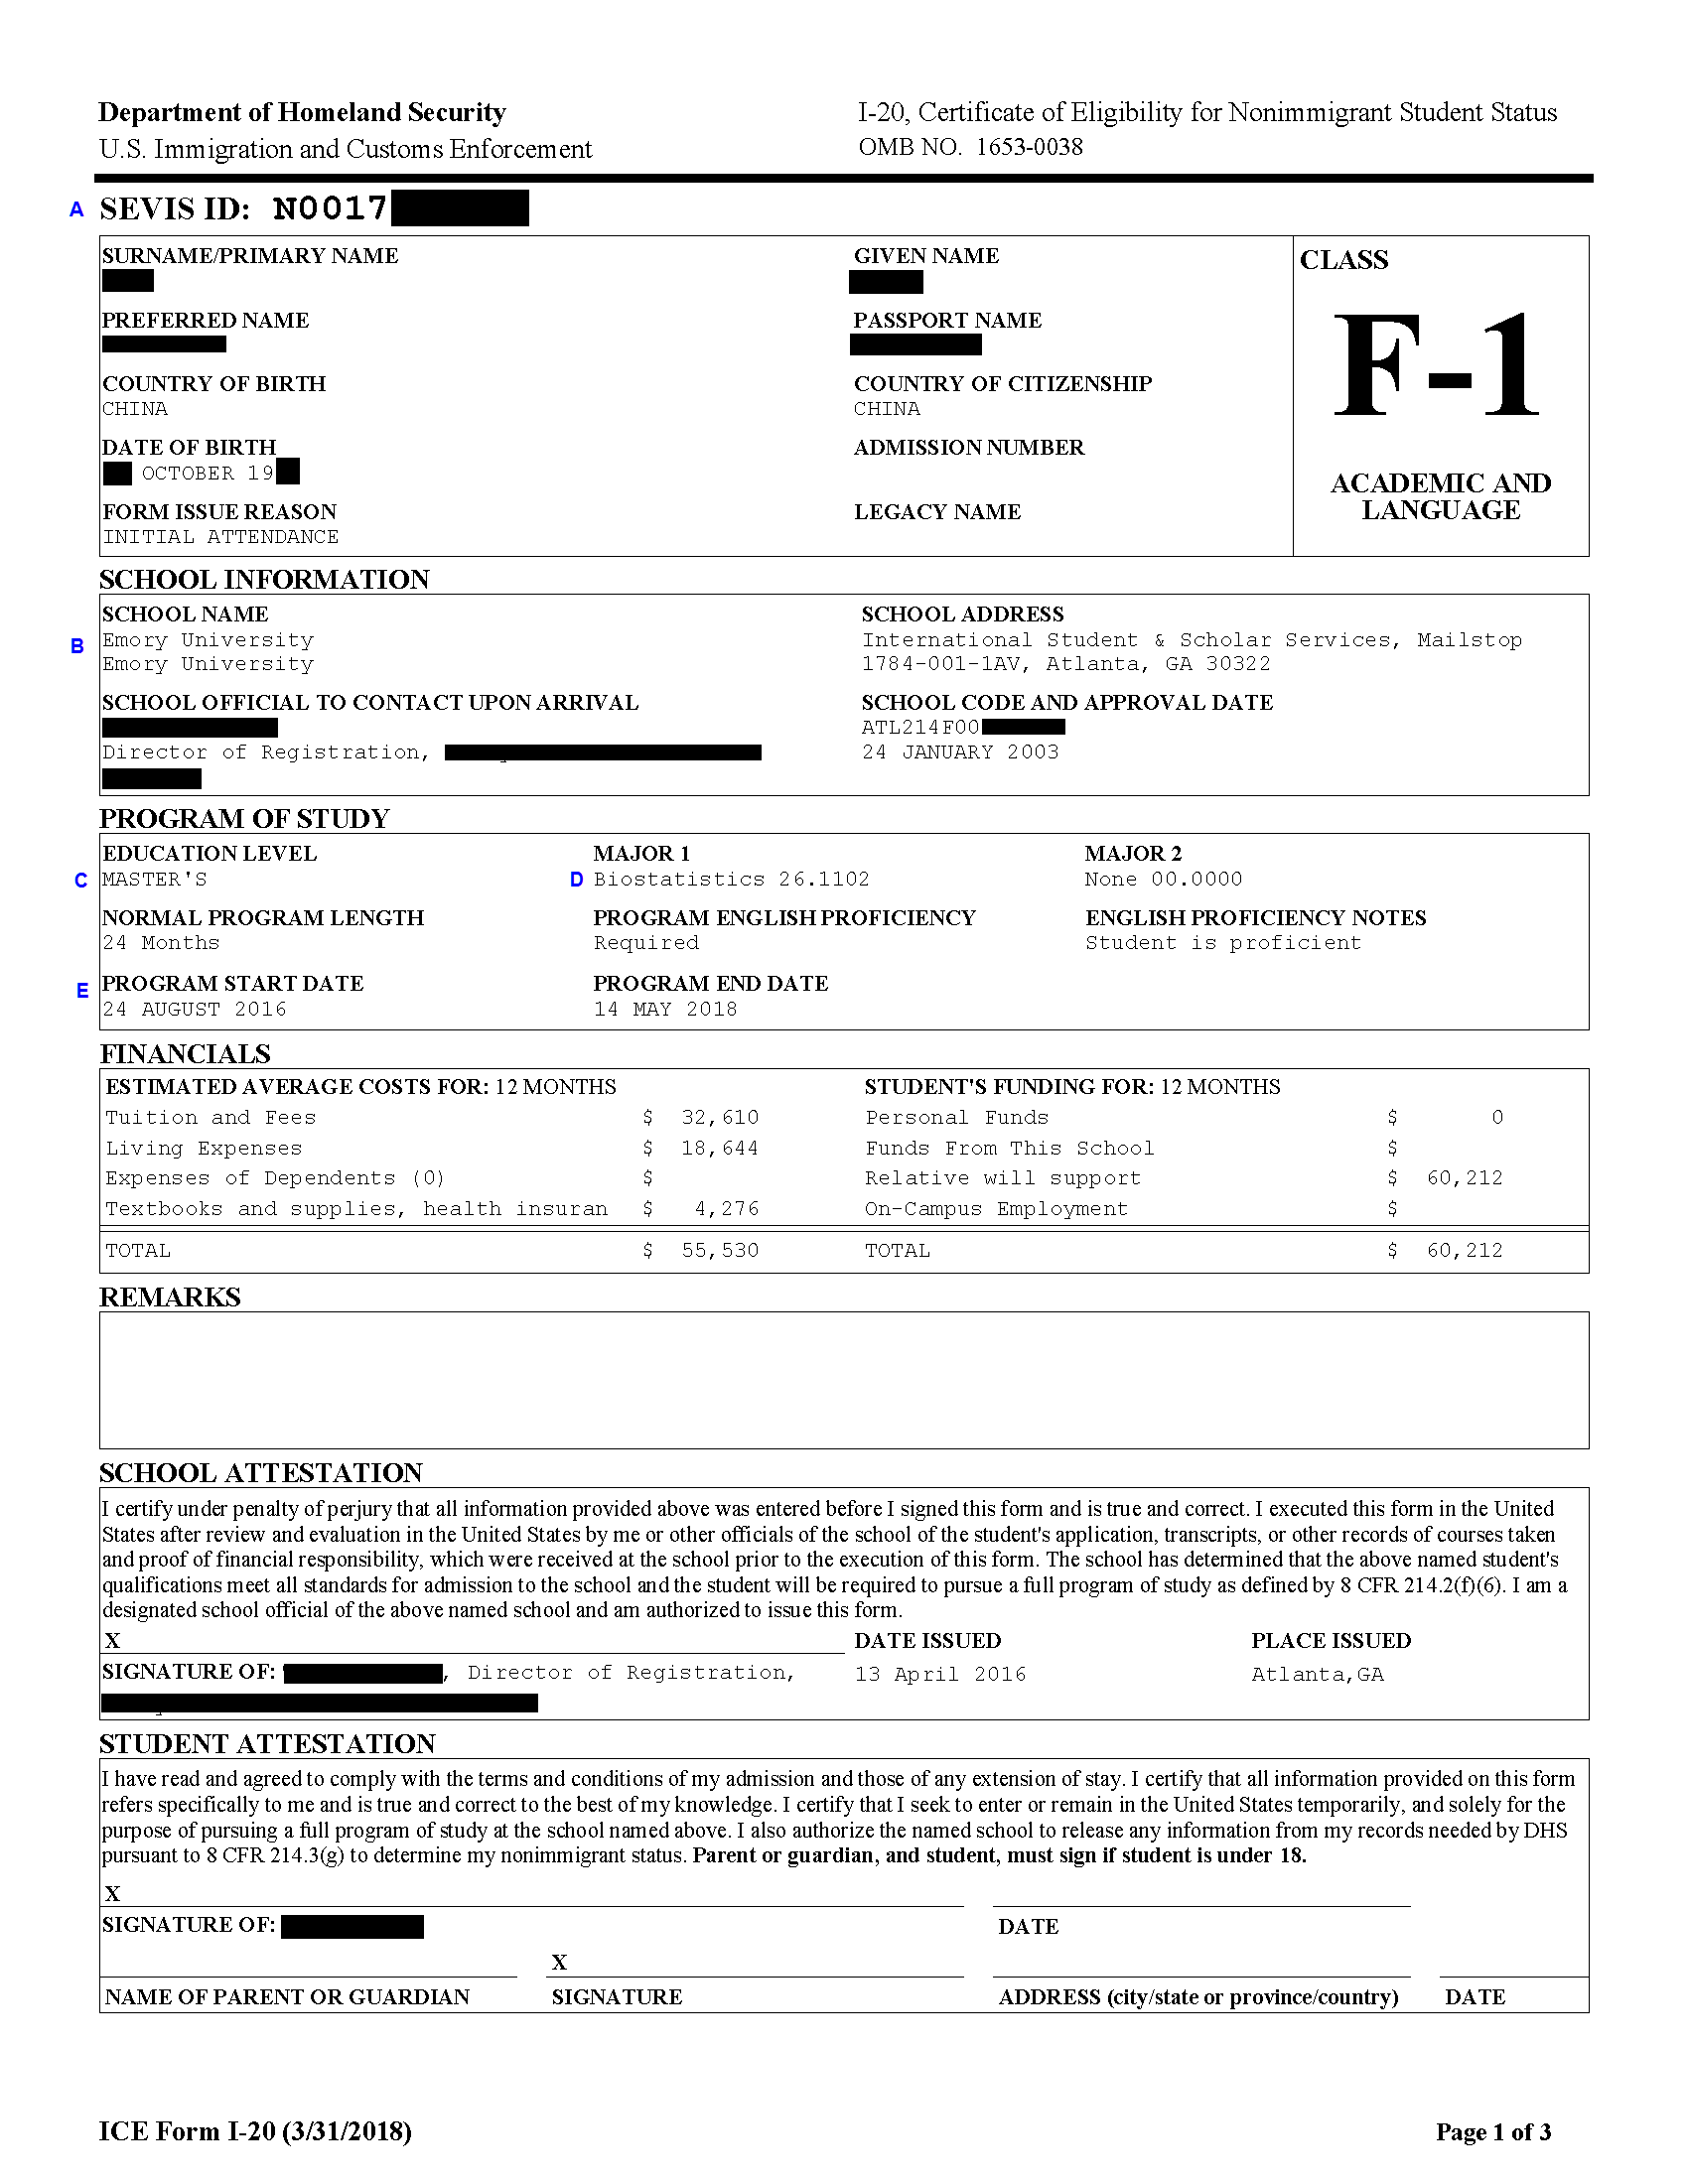 Department of Homeland Security
U.S. Immigration and Customs Enforcement
I-20, Certificate of Eligibility for Nonimmigrant Student Status
OMB NO. 1653-0038
A SEVIS ID: N0017
SURNAME/PRIMARY NAME
GIVEN NAME
PREFERRED NAME
PASSPORT NAME
COUNTRY OF BIRTH
CHINA
COUNTRY OF CITIZENSHIP
CHINA
DATE OF BIRTH
OCTOBER 19
ADMISSION NUMBER
FORM ISSUE REASON
INITIAL ATTENDANCE
LEGACY NAME
CLASS
F-1
ACADEMIC AND
LANGUAGE
SCHOOL INFORMATION
SCHOOL NAME
B Emory University
Emory University
SCHOOL ADDRESS
International Student & Scholar Services, Mailstop
1784-001-1AV, Atlanta, GA 30322
SCHOOL OFFICIAL TO CONTACT UPON ARRIVAL
Director of Registration,
SCHOOL CODE AND APPROVAL DATE
ATL214F00
24 JANUARY 2003
PROGRAM OF STUDY
EDUCATION LEVEL
C MASTER'S
MAJOR 1
D Biostatistics 26.1102
MAJOR 2
None 00.0000
NORMAL PROGRAM LENGTH
24 Months
PROGRAM ENGLISH PROFICIENCY
Required
ENGLISH PROFICIENCY NOTES
Student is proficient
E PROGRAM START DATE
24 AUGUST 2016
PROGRAM END DATE
14 MAY 2018
FINANCIALS
ESTIMATED AVERAGE COSTS FOR: 12 MONTHS
Tuition and Fees $ 32,610
Living Expenses $ 18,644
Expenses of Dependents (0) $
Textbooks and supplies, health insuran $ 4,276
TOTAL $ 55,530
STUDENT'S FUNDING FOR: 12 MONTHS
Personal Funds $ 0
Funds From This School $
Relative will support $ 60,212
On-Campus Employment $
TOTAL $ 60,212
REMARKS
SCHOOL ATTESTATION
I certify under penalty of perjury that all information provided above was entered before I signed this form and is true and correct. I executed this form in the United
States after review and evaluation in the United States by me or other officials of the school of the student's application, transcripts, or other records of courses taken
and proof of financial responsibility, which were received at the school prior to the execution of this form. The school has determined that the above named student's
qualifications meet all standards for admission to the school and the student will be required to pursue a full program of study as defined by 8 CFR 214.2(f)(6). I am a
designated school official of the above named school and am authorized to issue this form.
X
SIGNATURE OF: , Director of Registration,
DATE ISSUED
13 April 2016
PLACE ISSUED
Atlanta,GA
STUDENT ATTESTATION
I have read and agreed to comply with the terms and conditions of my admission and those of any extension of stay. I certify that all information provided on this form
refers specifically to me and is true and correct to the best of my knowledge. I certify that I seek to enter or remain in the United States temporarily, and solely for the
purpose of pursuing a full program of study at the school named above. I also authorize the named school to release any information from my records needed by DHS
pursuant to 8 CFR 214.3(g) to determine my nonimmigrant status. Parent or guardian, and student, must sign if student is under 18.
X
SIGNATURE OF:
DATE
X
NAME OF PARENT OR GUARDIAN
SIGNATURE
ADDRESS (city/state or province/country)
DATE
ICE Form I-20 (3/31/2018)
Page 1 of 3